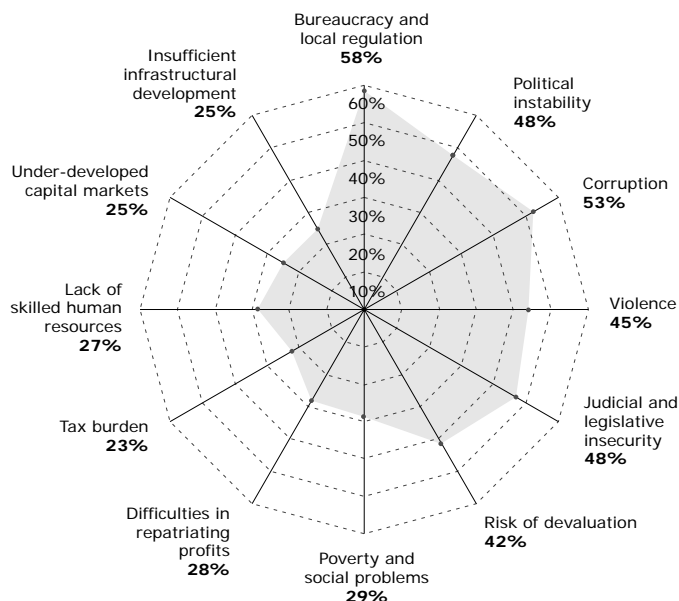 Bureaucracy and
local regulation
58%
Political
instability
48%
Corruption
53%
Violence
45%
Judicial and
legislative
insecurity
48%
Risk of devaluation
42%
Poverty and
social problems
29%
Difficulties in
repatriating
profits
28%
Tax burden
23%
Lack of
skilled human
resources
27%
Under-developed
capital markets
25%
Insufficient
infrastructural
development
25%
60%
50%
40%
30%
20%
10%